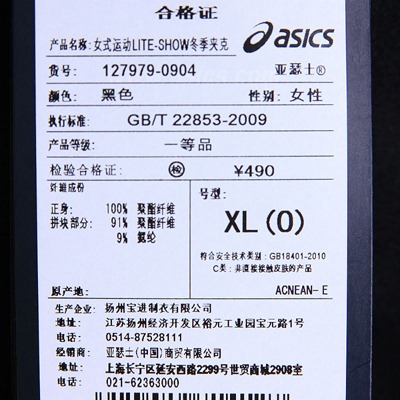 合格证
产品名称:女式运动LITE-SHOW冬季夹克
asics
货号: 127979-0904
亚瑟士®
颜色: 黑色
性别: 女性
执行标准: GB/T 22853-2009
产品等级: 一等品
检验合格证: 检 ¥490
纤维成份
正身: 100% 聚酯纤维
拼块部分: 91% 聚酯纤维
9% 氨纶
号型:
XL(O)
符合安全技术类别:GB18401-2010
C类:非直接接触皮肤的产品
原产地:
ACNEAN-E
生产企业: 扬州宝进制衣有限公司
地址: 江苏扬州经济开发区裕元工业园宝元路1号
电话: 0514-87528111
经销商: 亚瑟士(中国)商贸有限公司
地址: 上海长宁区延安西路2299号世贸商城2908室
电话: 021-62363000